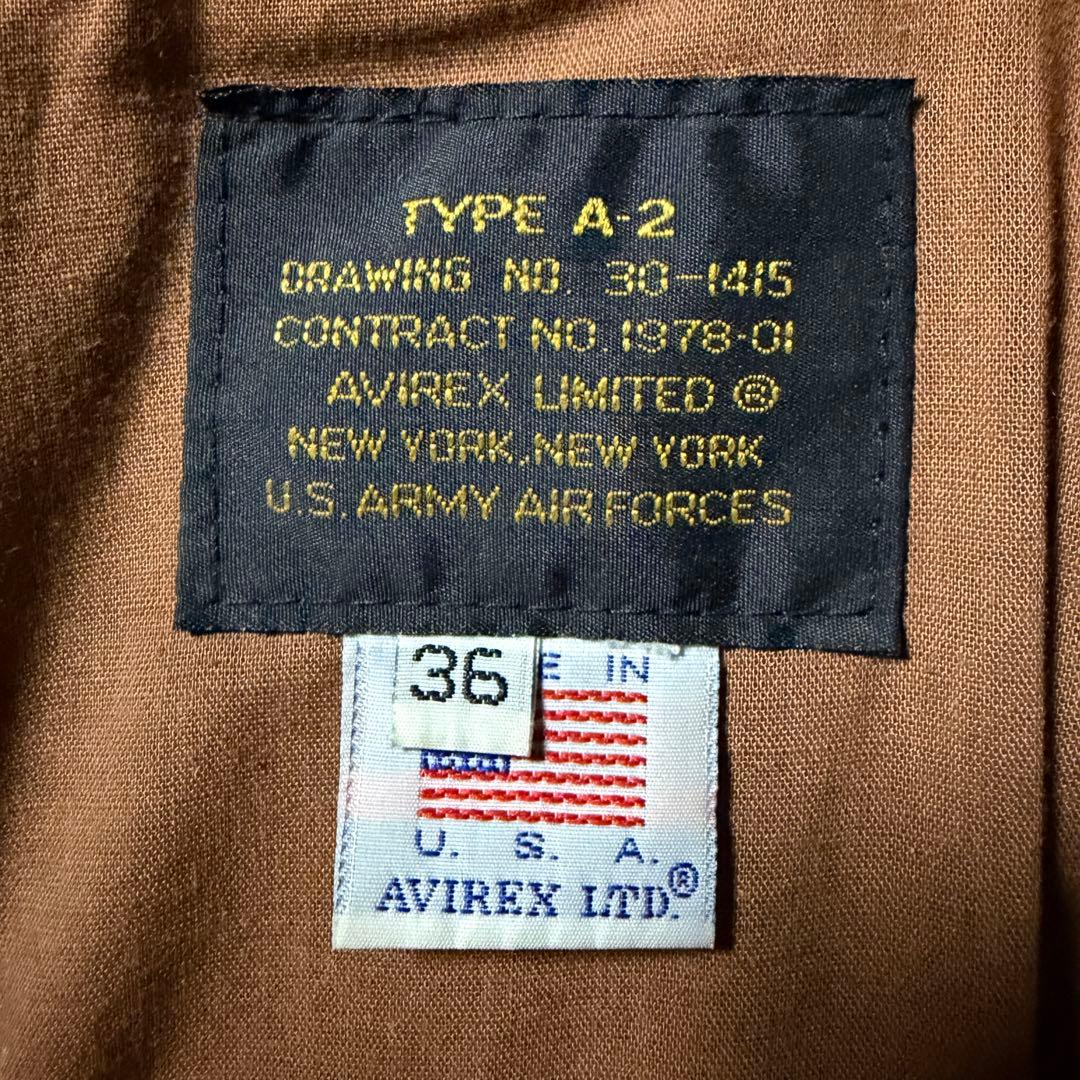 TYPE A-2
DRAWING NO. 30-1415
CONTRACT NO 1978-01
AVIREX LIMITED ®
NEW YORK, NEW YORK
U.S. ARMY AIR FORCES
36
E IN
U. S. A.
AVIREX LTD.®